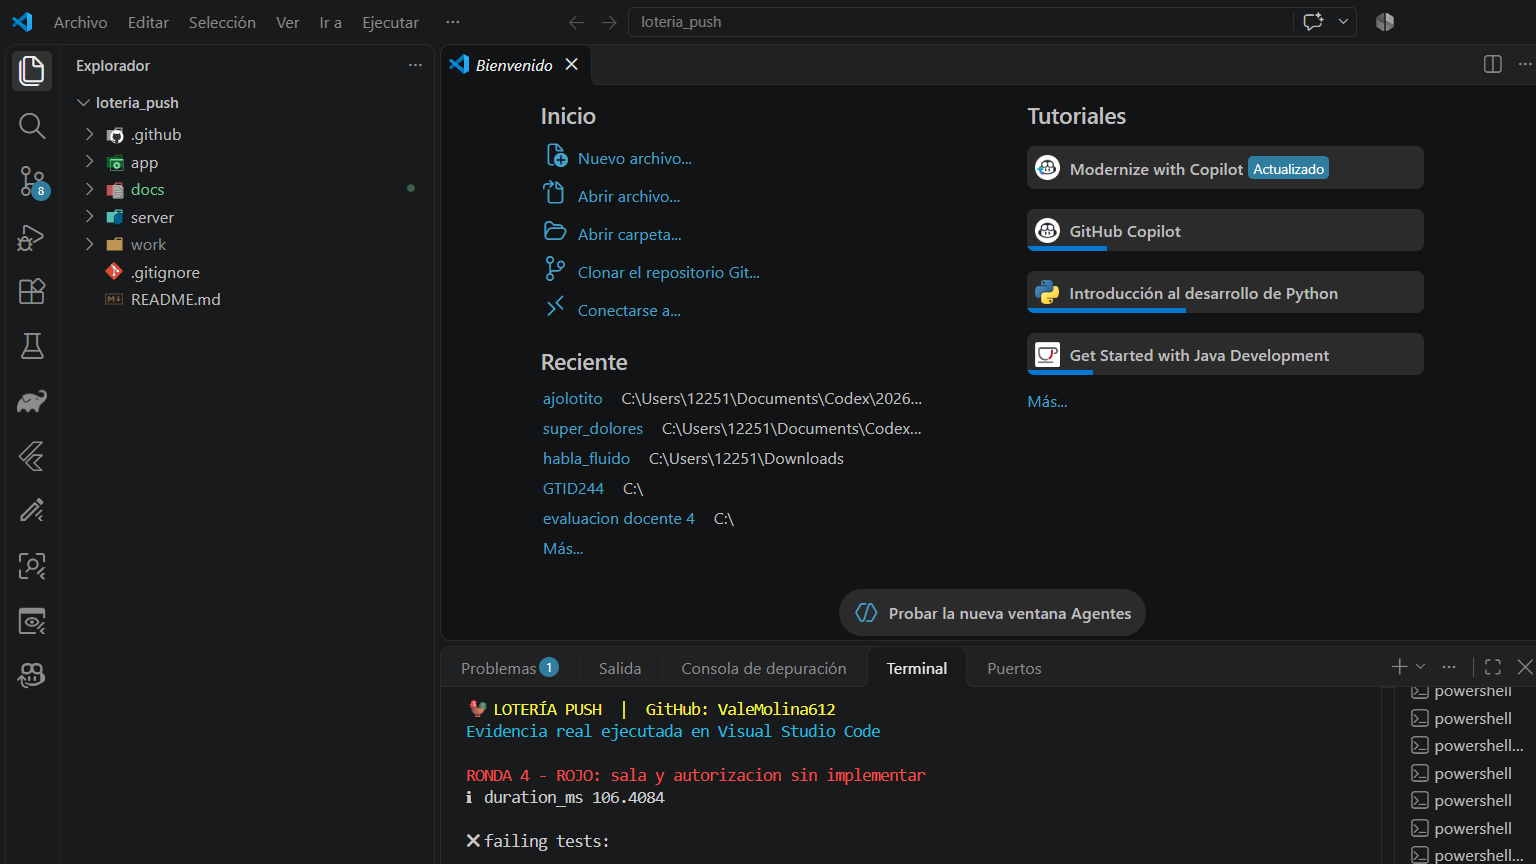 Archivo Editar Selección Ver Ir a Ejecutar ···
loteria_push
Explorador
loteria_push
.github
app
docs
server
work
.gitignore
README.md
8
Bienvenido
Inicio
Nuevo archivo...
Abrir archivo...
Abrir carpeta...
Clonar el repositorio Git...
Conectarse a...
Reciente
ajolotito C:\Users\12251\Documents\Codex\2026...
super_dolores C:\Users\12251\Documents\Codex...
habla_fluido C:\Users\12251\Downloads
GTID244 C:\
evaluacion docente 4 C:\
Más...
Tutoriales
Modernize with Copilot Actualizado
GitHub Copilot
Introducción al desarrollo de Python
Get Started with Java Development
Más...
Probar la nueva ventana Agentes
Problemas 1 Salida Consola de depuración Terminal Puertos
LOTERÍA PUSH | GitHub: ValeMolina612
Evidencia real ejecutada en Visual Studio Code
RONDA 4 - ROJO: sala y autorizacion sin implementar
ℹ duration_ms 106.4084
✖ failing tests:
powershell
powershell
powershell...
powershell
powershell
powershell
powershell...